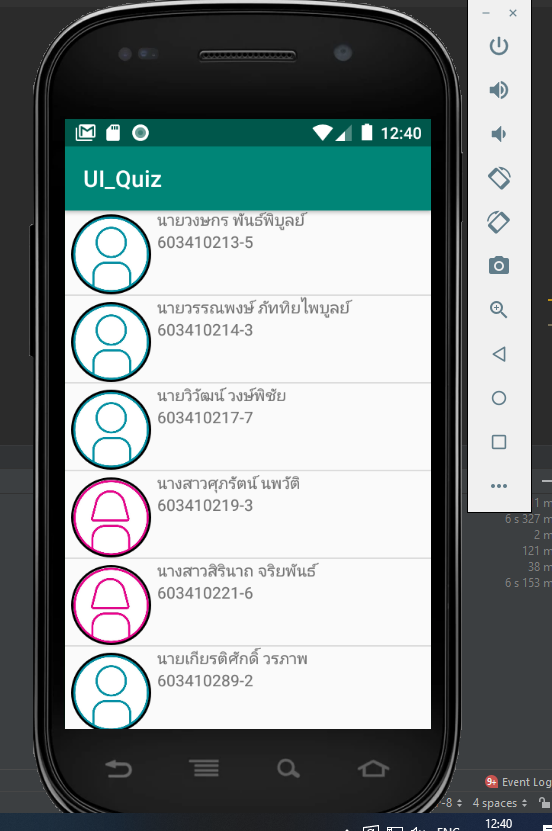 12:40
UI_Quiz
นายวงษกร พันธ์พิบูลย์
603410213-5
นายวรรณพงษ์ ภัททิยไพบูลย์
603410214-3
นายวิวัฒน์ วงษ์พิชัย
603410217-7
นางสาวศุภรัตน์ นพวัติ
603410219-3
นางสาวสิรินาถ จริยพันธ์
603410221-6
นายเกียรติศักดิ์ วรภาพ
603410289-2
1 m
6 s 327 m
2 m
121 m
38 m
6 s 153 m
9+ Event Log
-8 4 spaces
ENG
12:40